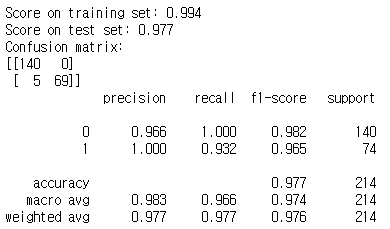 Score on training set: 0.994
Score on test set: 0.977
Confusion matrix:
[[140   0]
 [  5  69]]
              precision    recall  f1-score   support

           0      0.966     1.000     0.982       140
           1      1.000     0.932     0.965        74

    accuracy                          0.977       214
   macro avg      0.983     0.966     0.974       214
weighted avg      0.977     0.977     0.976       214